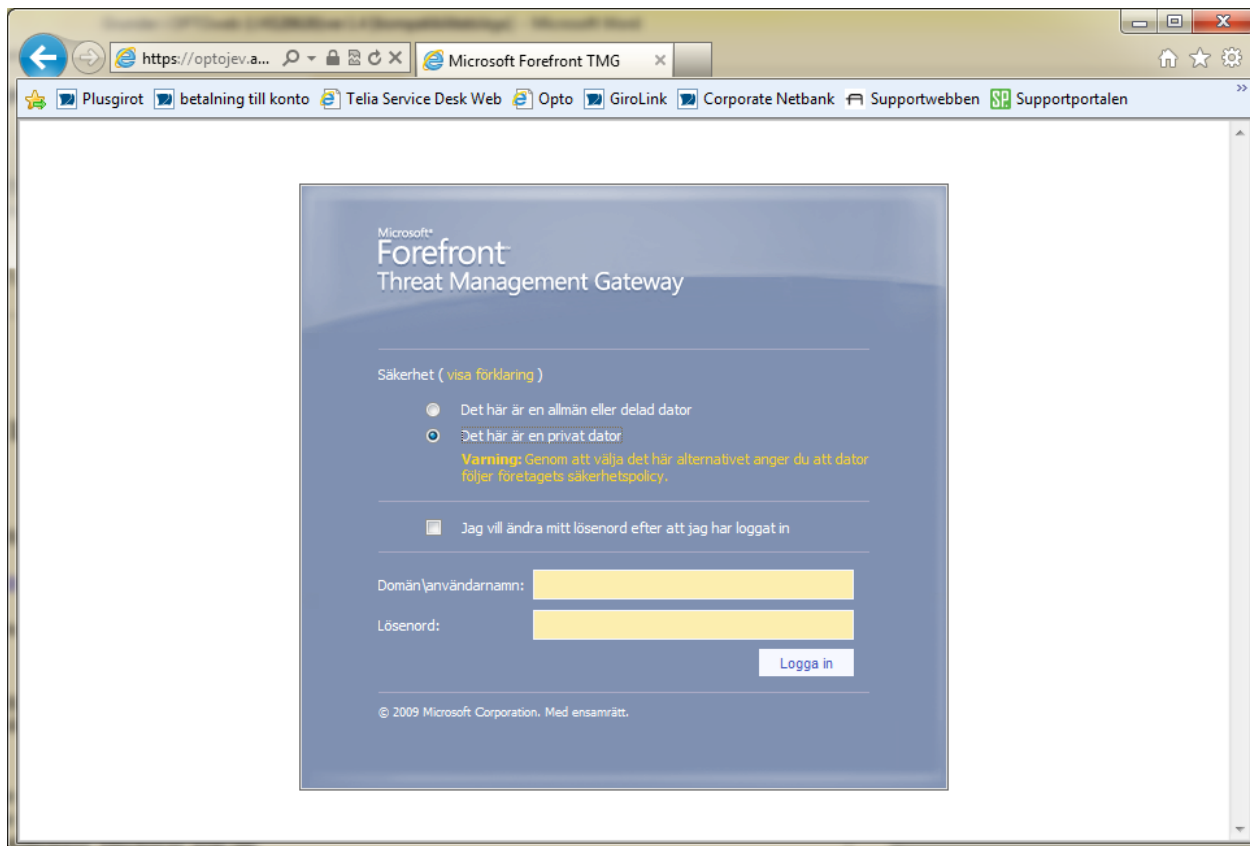 https://optojev.a...
Microsoft Forefront TMG
Plusgirot betalning till konto Telia Service Desk Web Opto GiroLink Corporate Netbank Supportwebben SP Supportportalen
Microsoft®
Forefront™
Threat Management Gateway
Säkerhet ( visa förklaring )
Det här är en allmän eller delad dator
Det här är en privat dator
Varning: Genom att välja det här alternativet anger du att dator
följer företagets säkerhetspolicy.
Jag vill ändra mitt lösenord efter att jag har loggat in
Domän\användarnamn:
Lösenord:
Logga in
© 2009 Microsoft Corporation. Med ensamrätt.